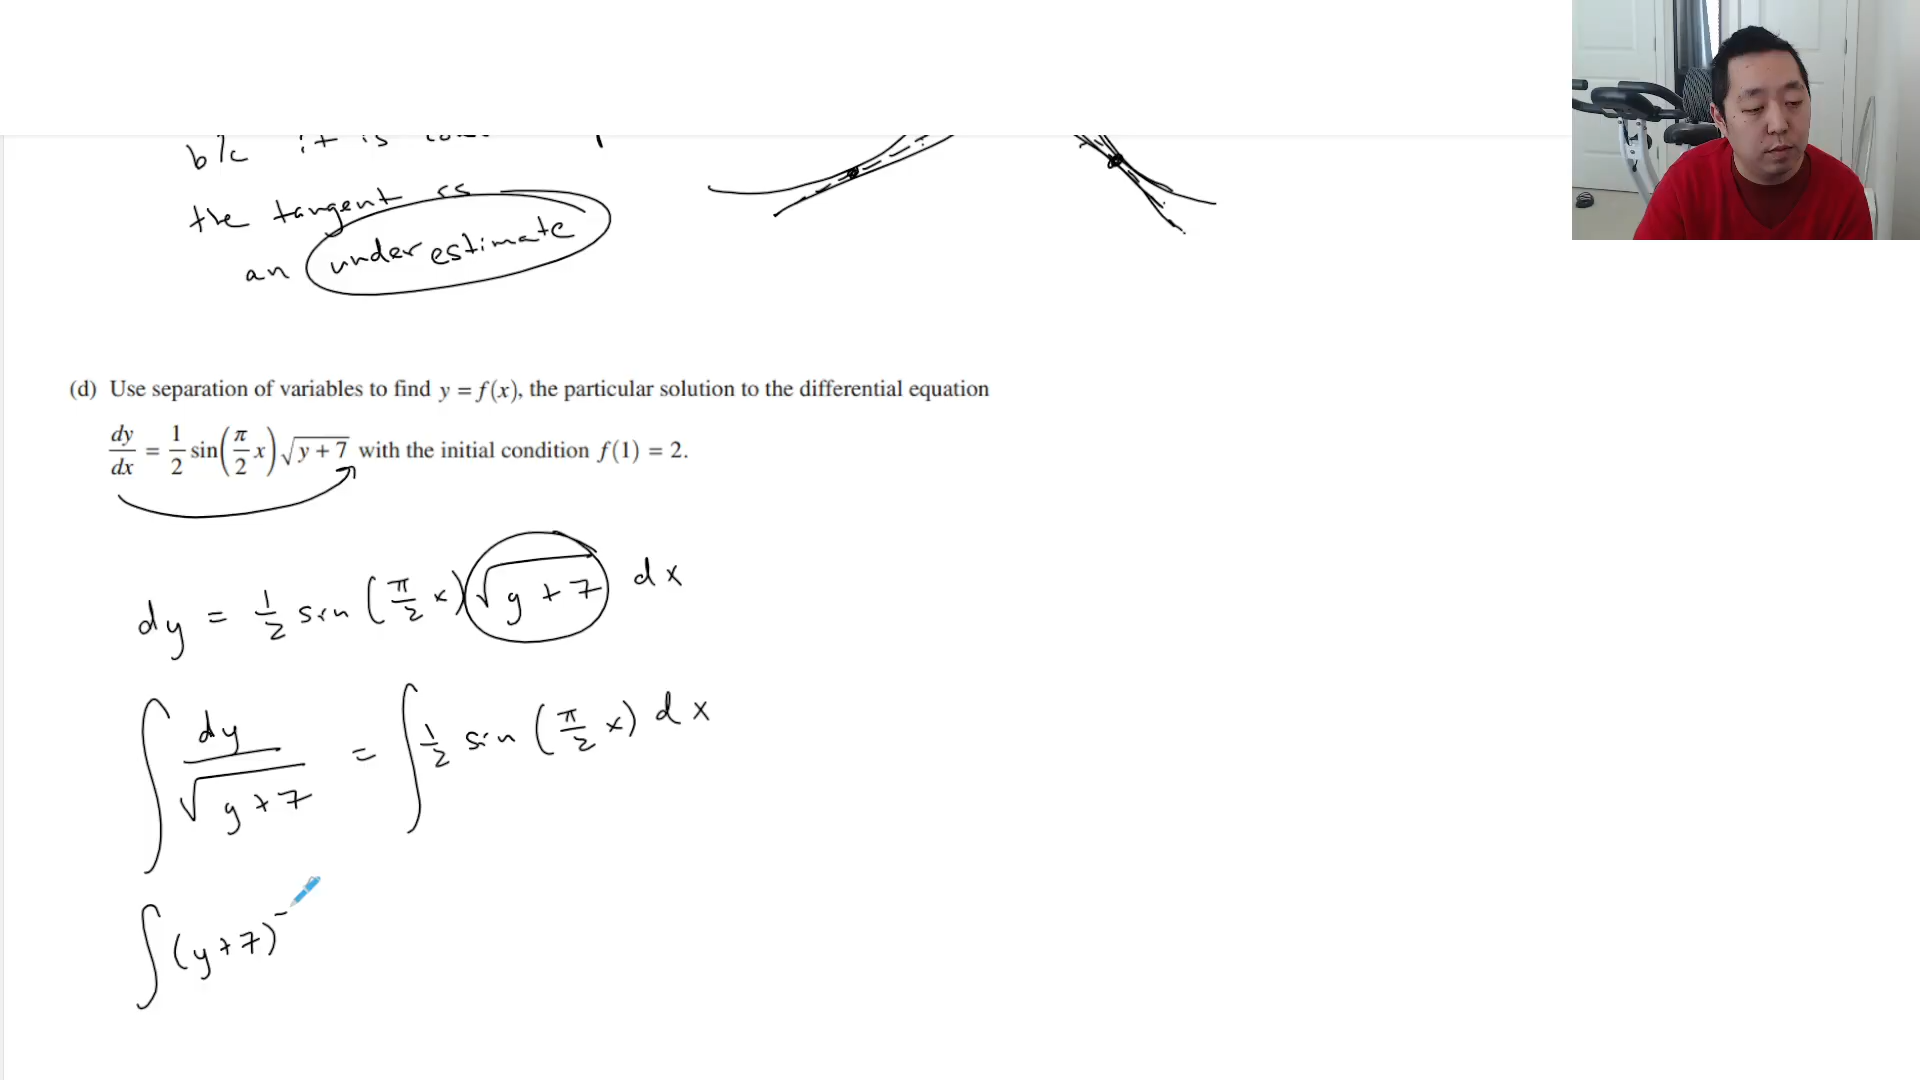 b/c it is
the tangent is
an underestimate
(d) Use separation of variables to find y = f(x), the particular solution to the differential equation
dy/dx = 1/2 sin(π/2 x) √(y + 7) with the initial condition f(1) = 2.
dy = 1/2 sin (π/2 x) √(y + 7) dx
∫ dy/√(y+7) = ∫ 1/2 sin (π/2 x) dx
∫ (y+7)^-